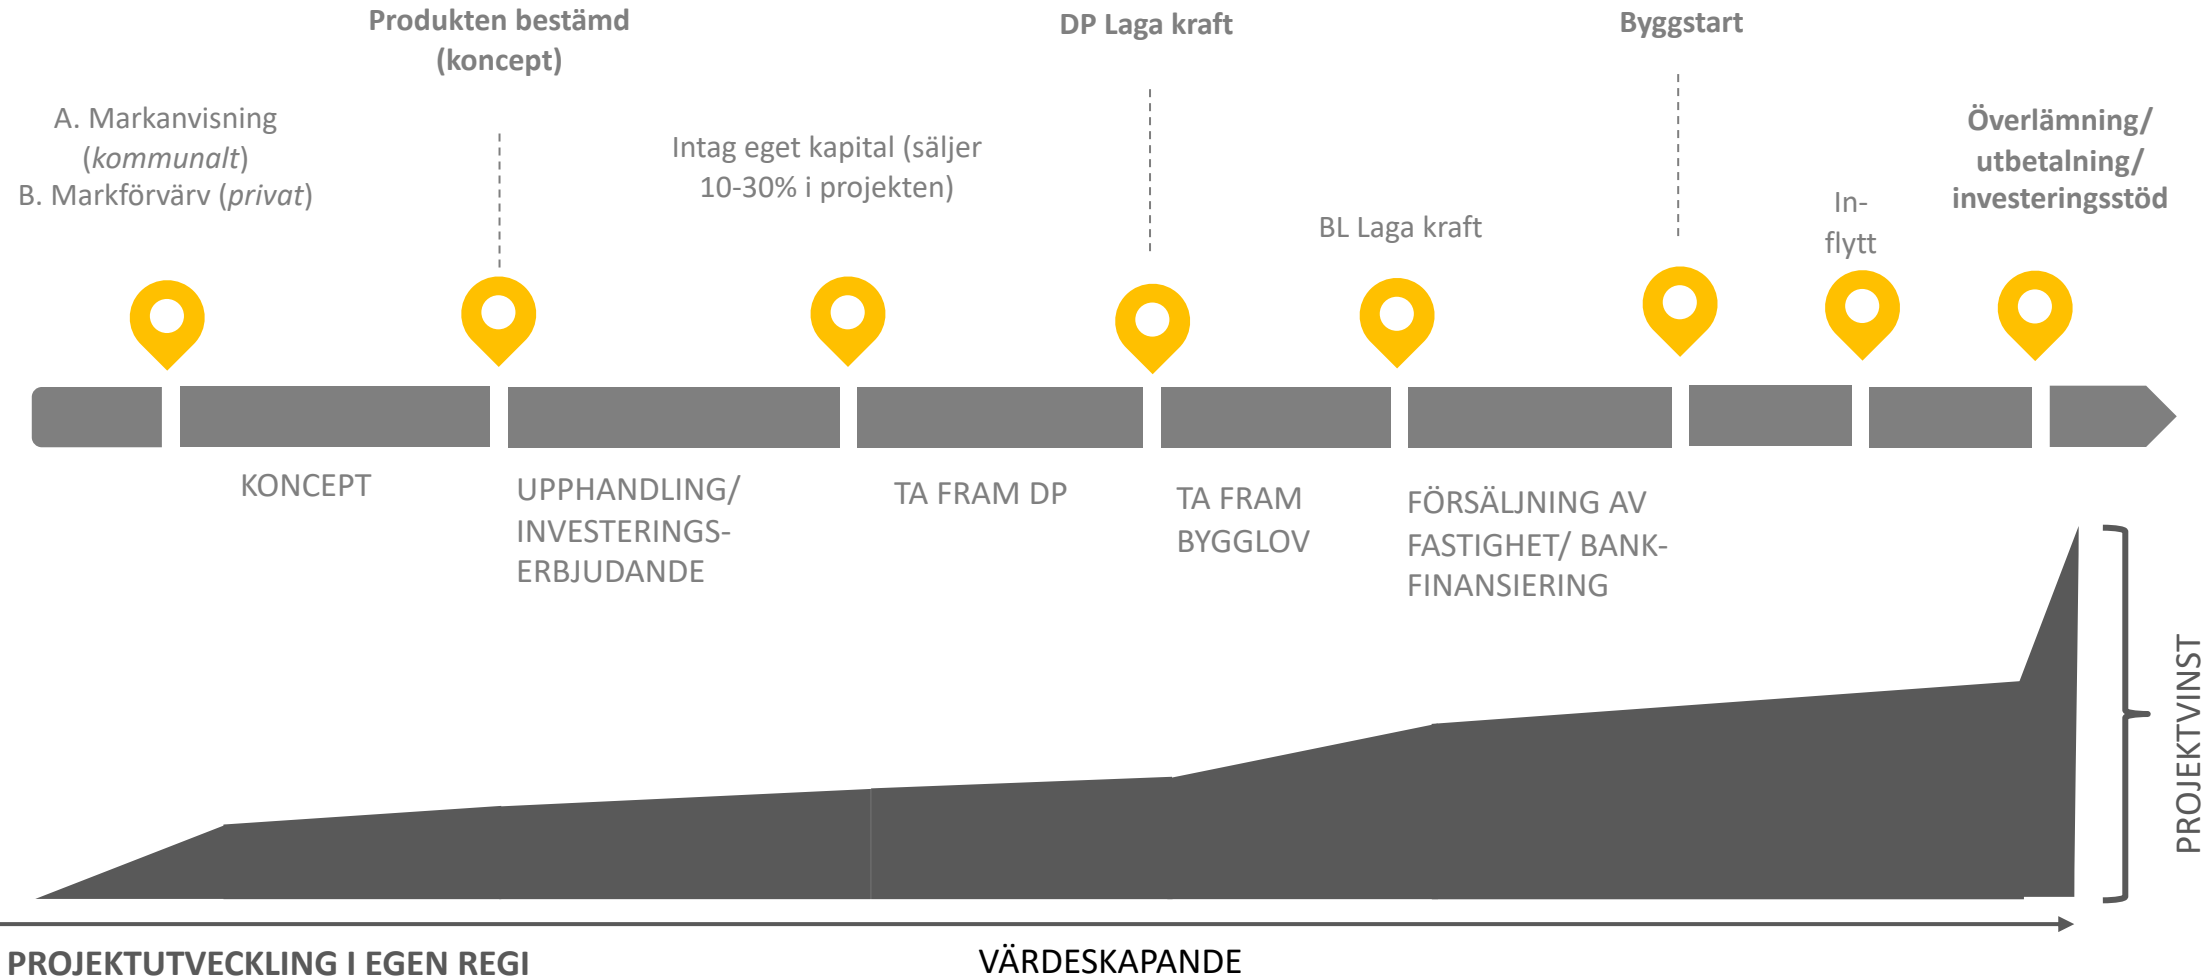 Produkten bestämd
(koncept)
DP Laga kraft
Byggstart
A. Markanvisning
(kommunalt)
B. Markförvärv (privat)
Intag eget kapital (säljer
10-30% i projekten)
BL Laga kraft
In-
flytt
Överlämning/
utbetalning/
investeringsstöd
KONCEPT
UPPHANDLING/
INVESTERINGS-
ERBJUDANDE
TA FRAM DP
TA FRAM
BYGGLOV
FÖRSÄLJNING AV
FASTIGHET/ BANK-
FINANSIERING
PROJEKTVINST
PROJEKTUTVECKLING I EGEN REGI
VÄRDESKAPANDE